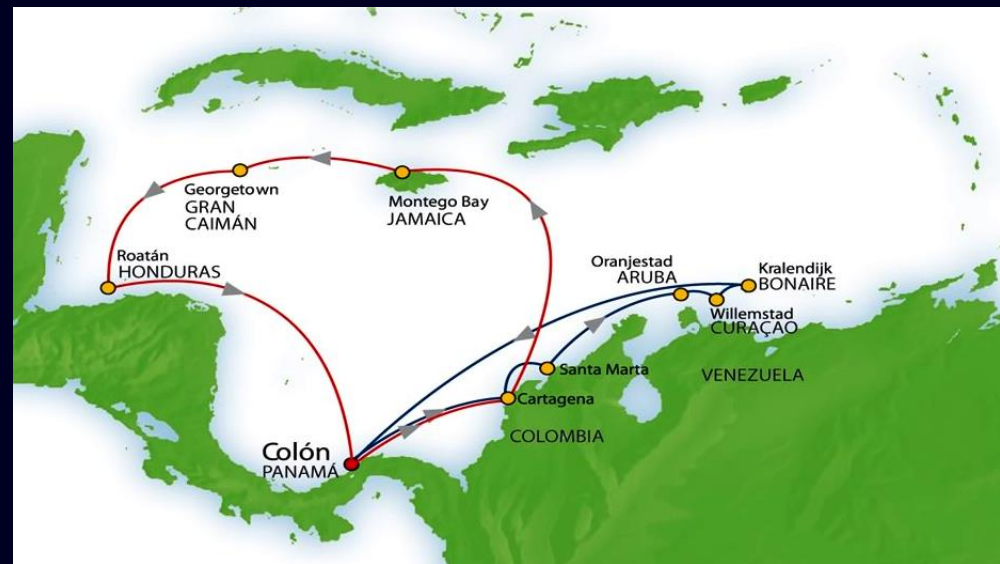 Georgetown
GRAN
CAIMÁN
Montego Bay
JAMAICA
Roatán
HONDURAS
Oranjestad
ARUBA
Kralendijk
BONAIRE
Willemstad
CURAÇAO
Santa Marta
VENEZUELA
Cartagena
COLOMBIA
Colón
PANAMÁ